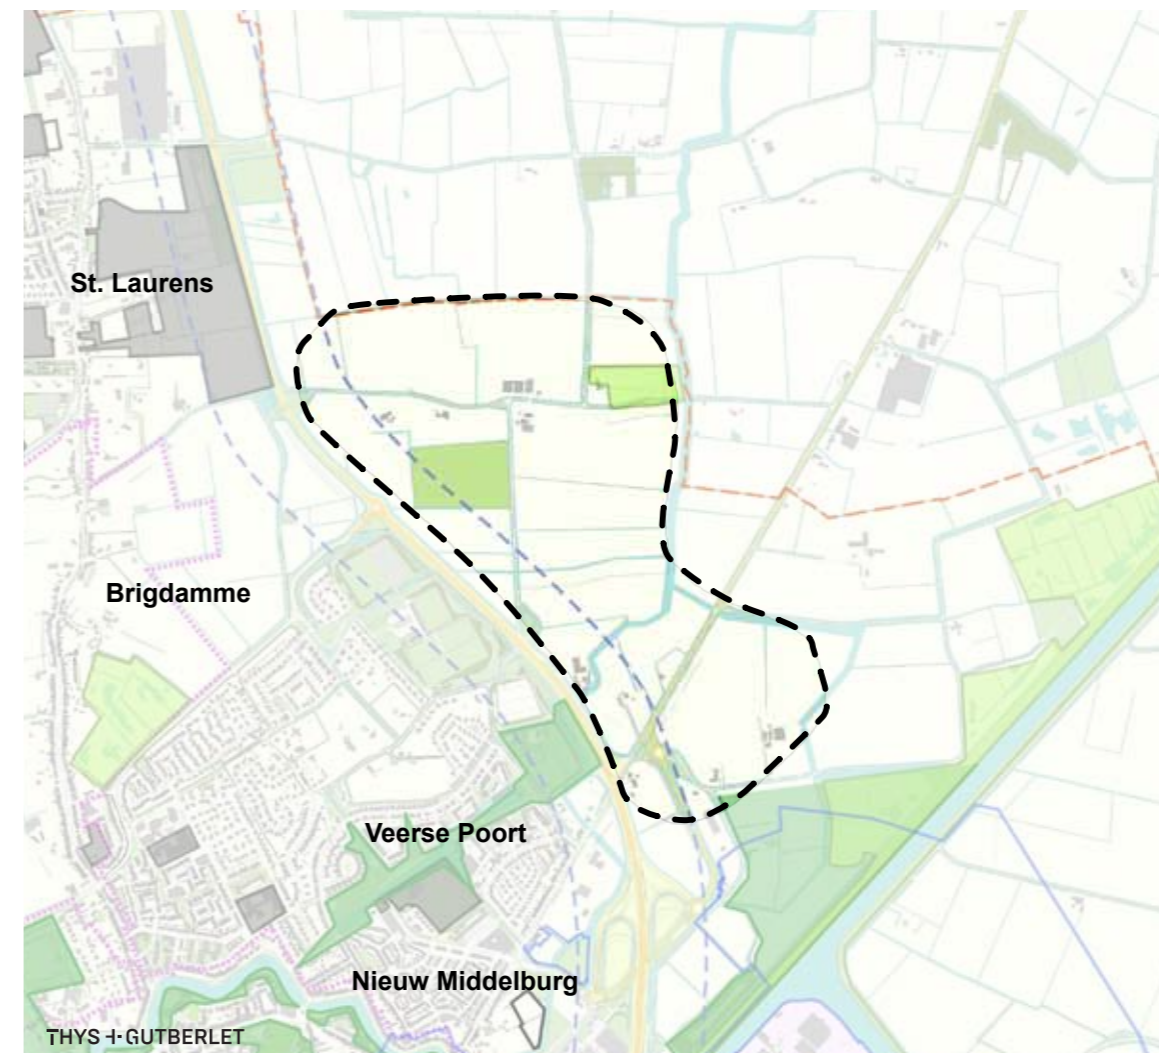 St. Laurens
Brigdamme
Veerse Poort
Nieuw Middelburg
THYS + GUTBERLET